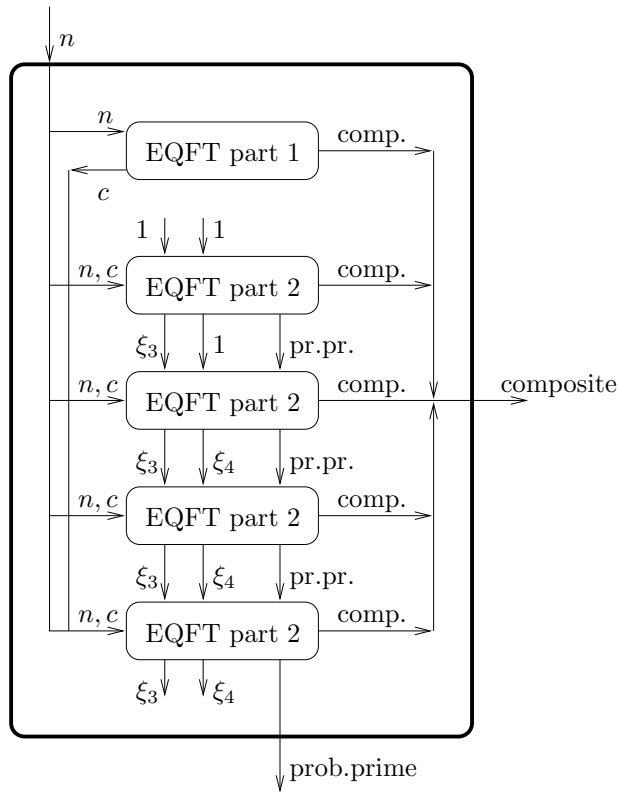 n
n
EQFT part 1
comp.
c
1 1
n, c
EQFT part 2
comp.
ξ3 1 pr.pr.
n, c
EQFT part 2
comp.
composite
ξ3 ξ4 pr.pr.
n, c
EQFT part 2
comp.
ξ3 ξ4 pr.pr.
n, c
EQFT part 2
comp.
ξ3 ξ4
prob.prime